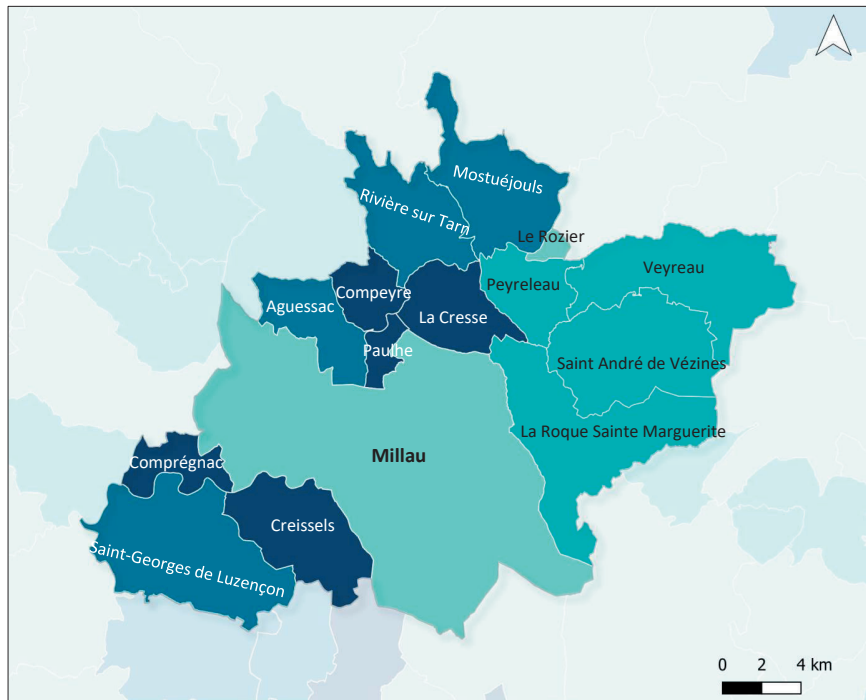 Mostuéjouls
Rivière sur Tarn
Le Rozier
Veyreau
Peyreleau
Compeyre
Aguessac
La Cresse
Paulhe
Saint André de Vézines
La Roque Sainte Marguerite
Millau
Comprégnac
Creissels
Saint-Georges de Luzençon
0 2 4 km